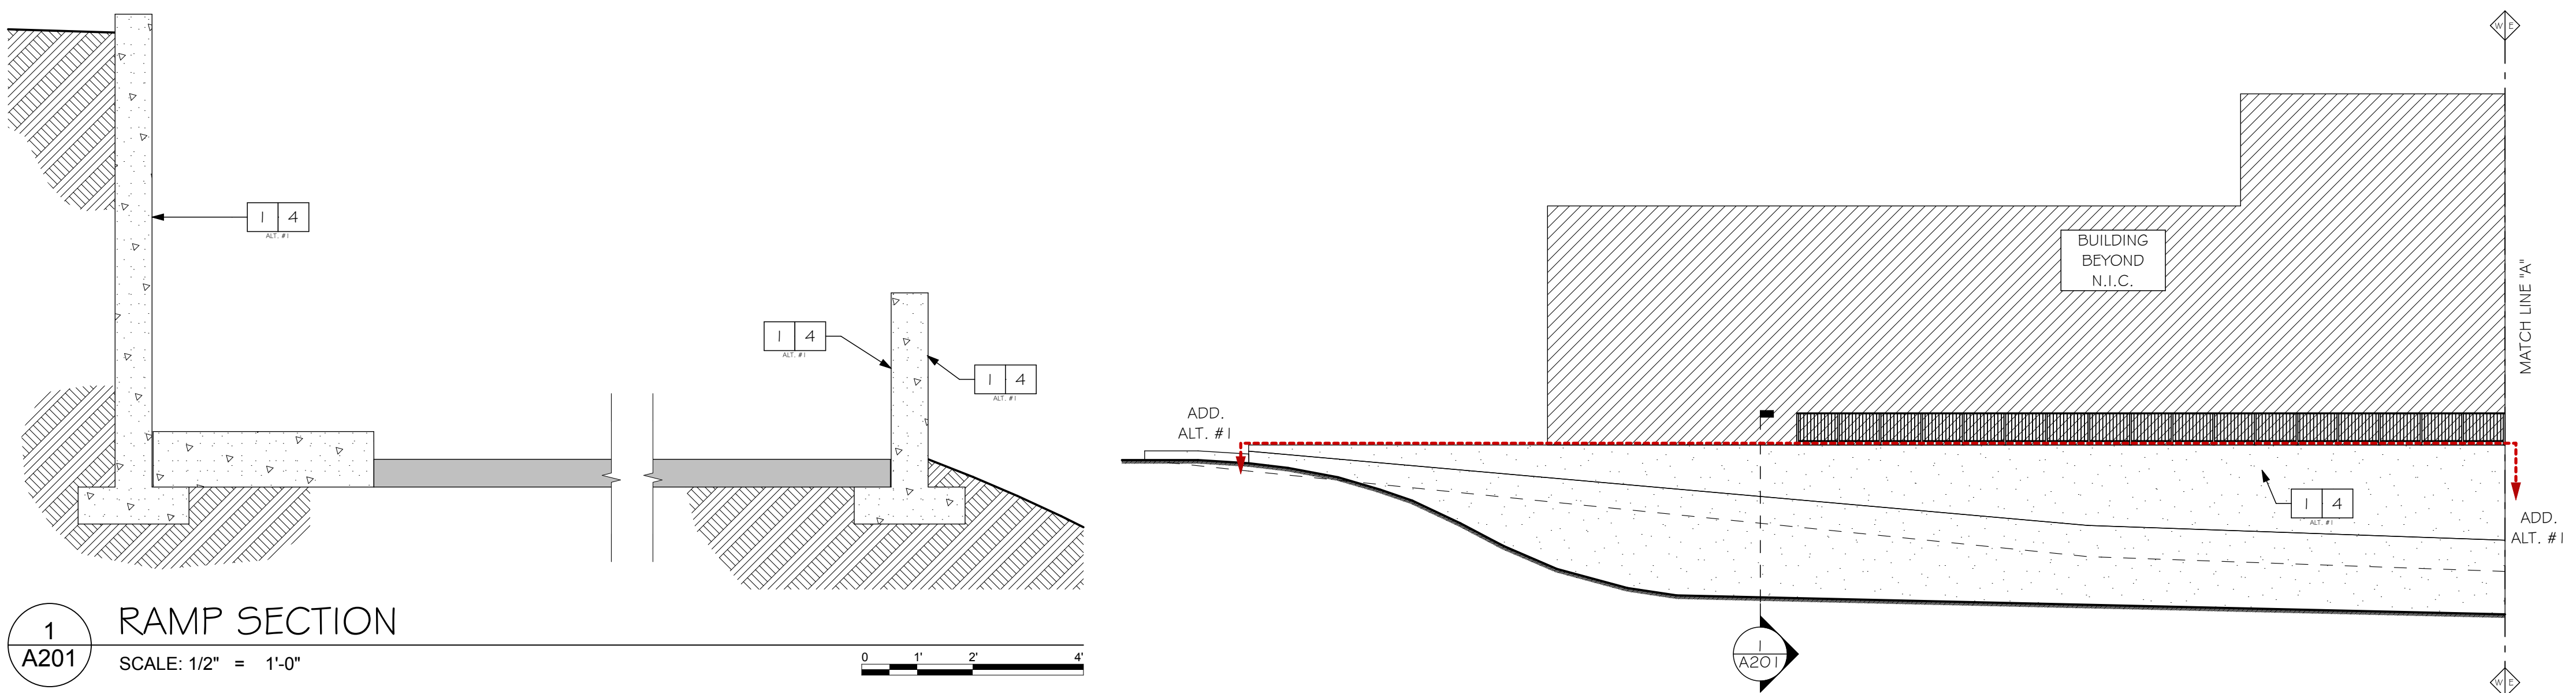 1 4
ALT. #1
1 4
ALT. #1
1 4
ALT. #1
1
A201
RAMP SECTION
SCALE: 1/2" = 1'-0"
0 1' 2' 4'
W E
BUILDING
BEYOND
N.I.C.
MATCH LINE "A"
ADD.
ALT. #1
1 4
ALT. #1
ADD.
ALT. #1
1
A201
W E